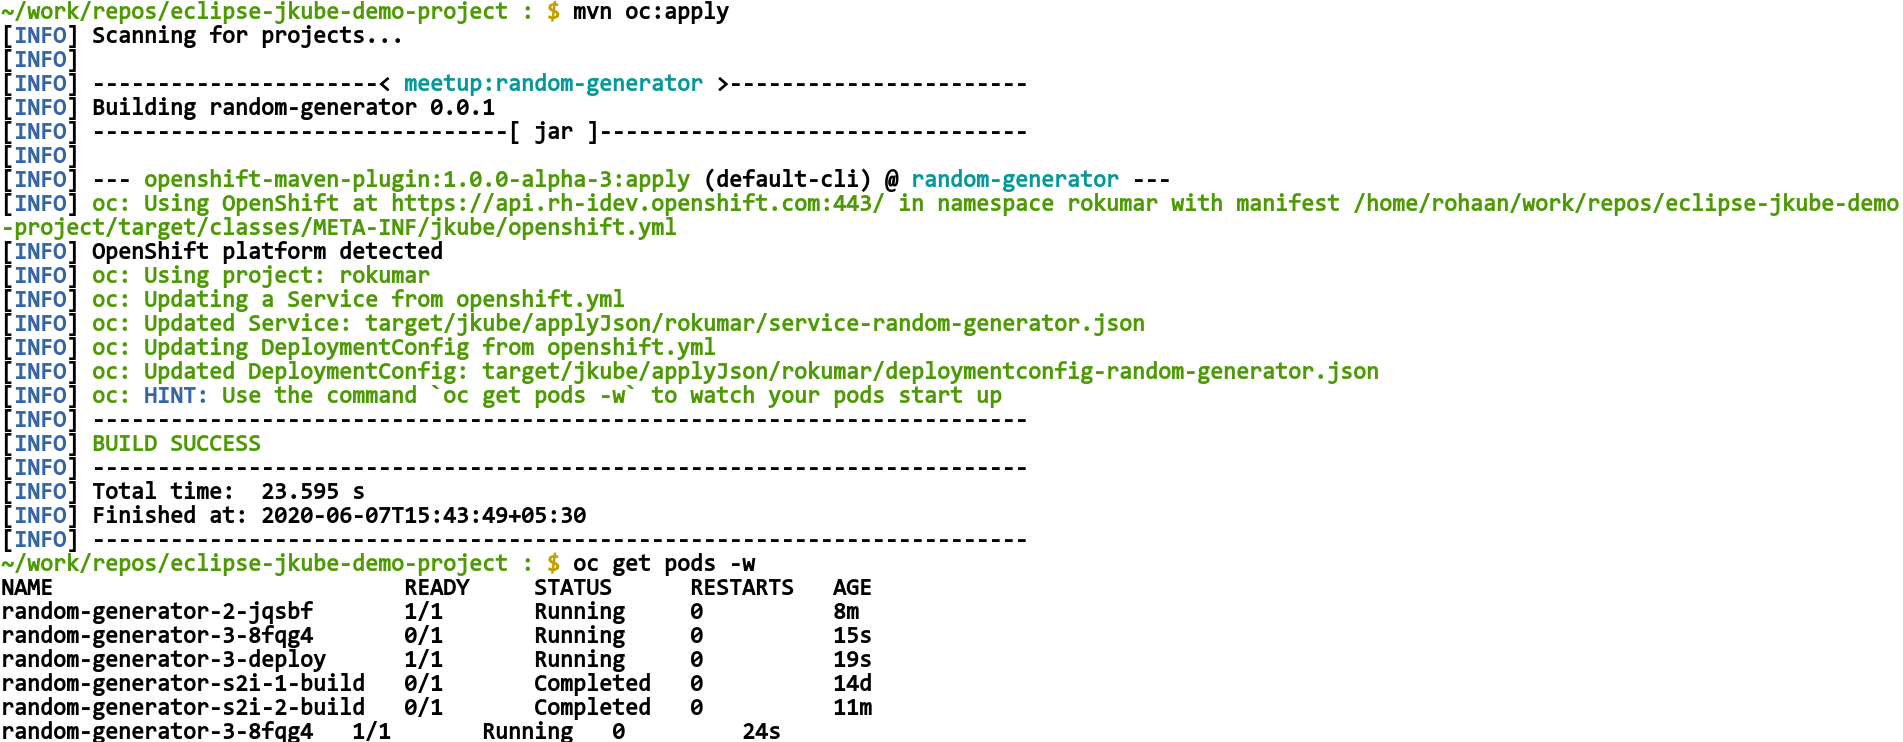 ~/work/repos/eclipse-jkube-demo-project : $ mvn oc:apply
[INFO] Scanning for projects...
[INFO]
[INFO] ----------------------< meetup:random-generator >-----------------------
[INFO] Building random-generator 0.0.1
[INFO] --------------------------------[ jar ]---------------------------------
[INFO]
[INFO] --- openshift-maven-plugin:1.0.0-alpha-3:apply (default-cli) @ random-generator ---
[INFO] oc: Using OpenShift at https://api.rh-idev.openshift.com:443/ in namespace rokumar with manifest /home/rohaan/work/repos/eclipse-jkube-demo
-project/target/classes/META-INF/jkube/openshift.yml
[INFO] OpenShift platform detected
[INFO] oc: Using project: rokumar
[INFO] oc: Updating a Service from openshift.yml
[INFO] oc: Updated Service: target/jkube/applyJson/rokumar/service-random-generator.json
[INFO] oc: Updating DeploymentConfig from openshift.yml
[INFO] oc: Updated DeploymentConfig: target/jkube/applyJson/rokumar/deploymentconfig-random-generator.json
[INFO] oc: HINT: Use the command `oc get pods -w` to watch your pods start up
[INFO] ------------------------------------------------------------------------
[INFO] BUILD SUCCESS
[INFO] ------------------------------------------------------------------------
[INFO] Total time:  23.595 s
[INFO] Finished at: 2020-06-07T15:43:49+05:30
[INFO] ------------------------------------------------------------------------
~/work/repos/eclipse-jkube-demo-project : $ oc get pods -w
NAME                           READY     STATUS      RESTARTS   AGE
random-generator-2-jqsbf       1/1       Running     0          8m
random-generator-3-8fqg4       0/1       Running     0          15s
random-generator-3-deploy      1/1       Running     0          19s
random-generator-s2i-1-build   0/1       Completed   0          14d
random-generator-s2i-2-build   0/1       Completed   0          11m
random-generator-3-8fqg4   1/1       Running   0         24s